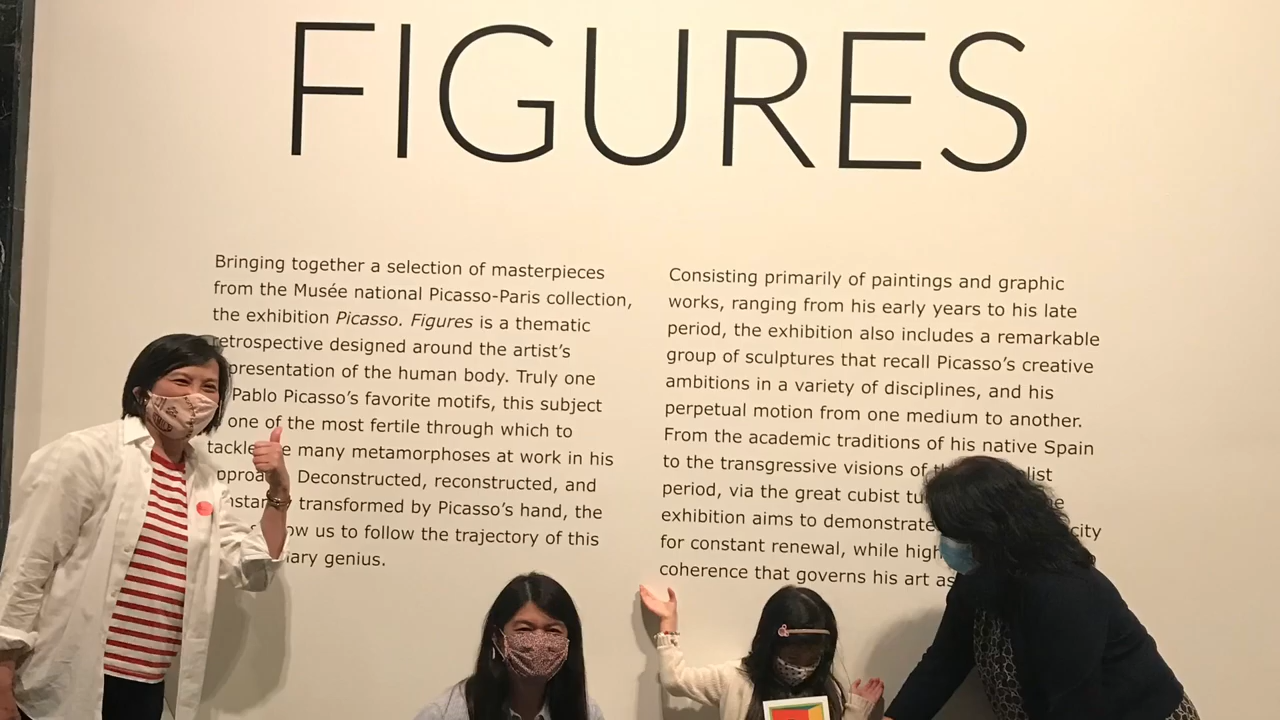 FIGURES
Bringing together a selection of masterpieces
from the Musée national Picasso-Paris collection,
the exhibition Picasso. Figures is a thematic
retrospective designed around the artist’s
presentation of the human body. Truly one
Pablo Picasso’s favorite motifs, this subject
one of the most fertile through which to
tackle many metamorphoses at work in his
Deconstructed, reconstructed, and
transformed by Picasso’s hand, the
us to follow the trajectory of this
genius.
Consisting primarily of paintings and graphic
works, ranging from his early years to his late
period, the exhibition also includes a remarkable
group of sculptures that recall Picasso’s creative
ambitions in a variety of disciplines, and his
perpetual motion from one medium to another.
From the academic traditions of his native Spain
to the transgressive visions of
period, via the great cubist
exhibition aims to demonstrate
for constant renewal, while
coherence that governs his art as